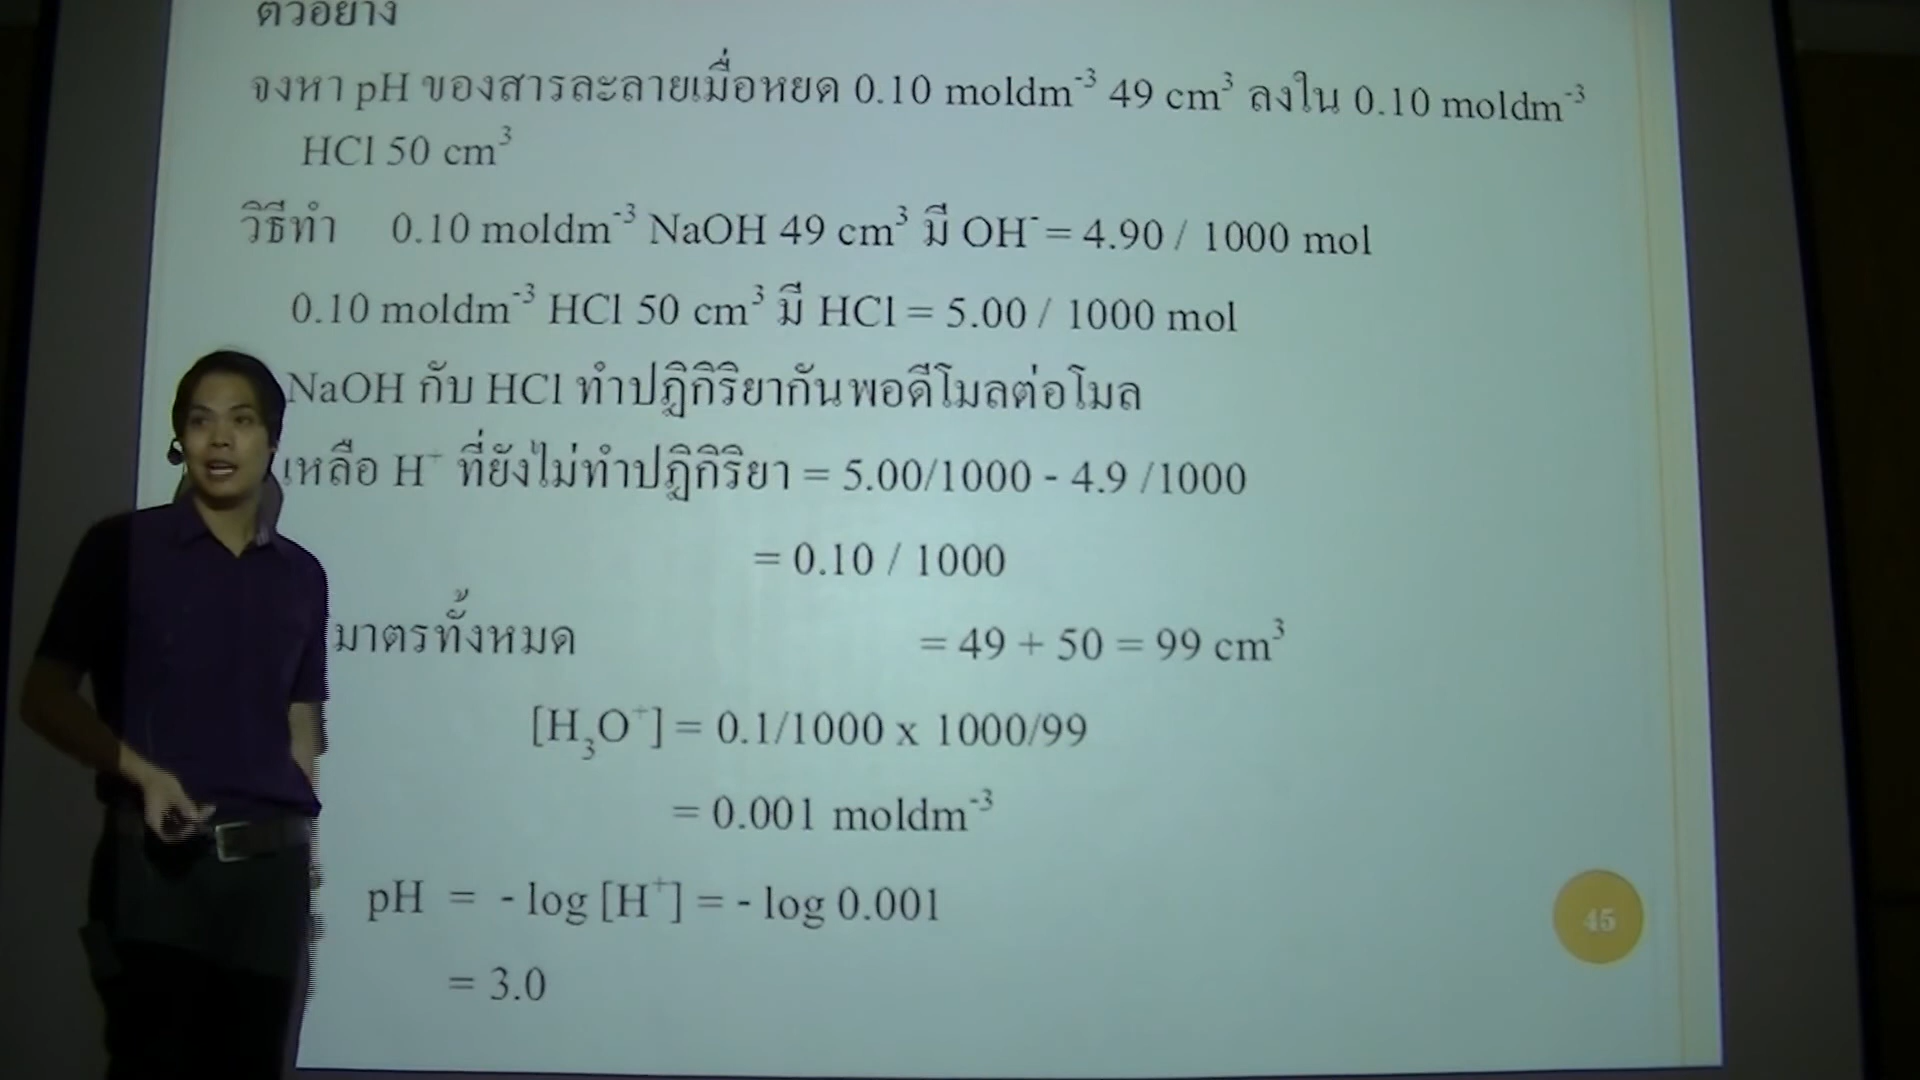 ตัวอย่าง
จงหา pH ของสารละลายเมื่อหยด 0.10 moldm⁻³ 49 cm³ ลงใน 0.10 moldm⁻³
HCl 50 cm³
วิธีทำ 0.10 moldm⁻³ NaOH 49 cm³ มี OH⁻ = 4.90 / 1000 mol
0.10 moldm⁻³ HCl 50 cm³ มี HCl = 5.00 / 1000 mol
NaOH กับ HCl ทำปฏิกิริยากันพอดีโมลต่อโมล
เหลือ H⁺ ที่ยังไม่ทำปฏิกิริยา = 5.00/1000 - 4.9 /1000
= 0.10 / 1000
มาตรทั้งหมด = 49 + 50 = 99 cm³
[H₃O⁺] = 0.1/1000 x 1000/99
= 0.001 moldm⁻³
pH = - log [H⁺] = - log 0.001
= 3.0
45